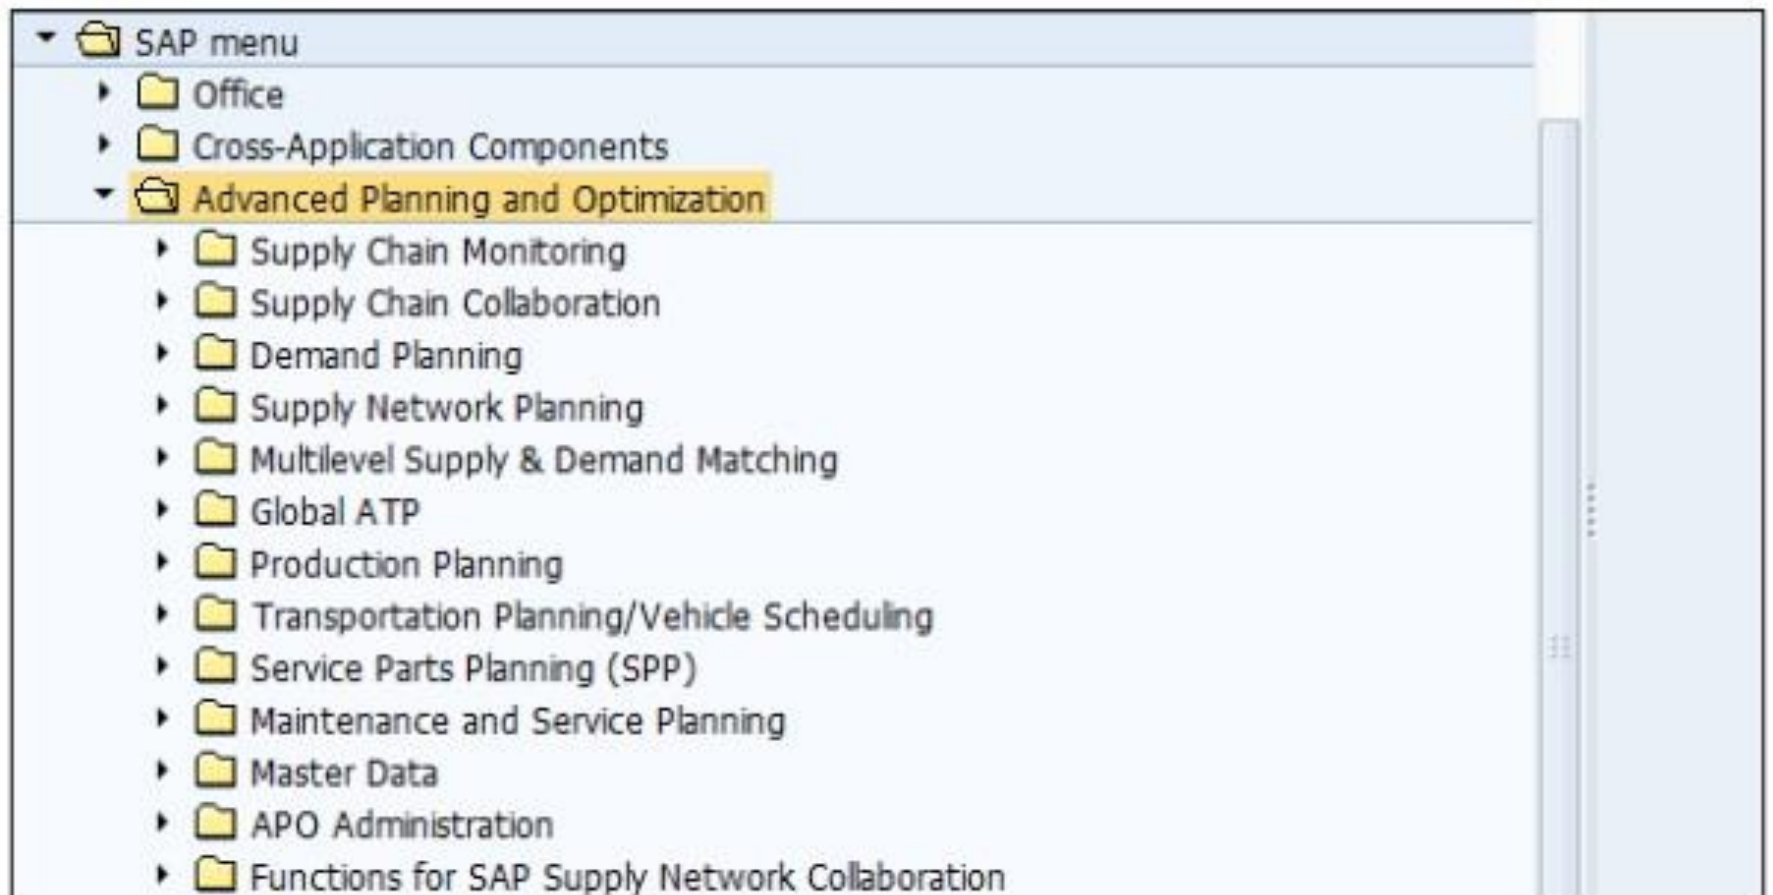 SAP menu
Office
Cross-Application Components
Advanced Planning and Optimization
Supply Chain Monitoring
Supply Chain Collaboration
Demand Planning
Supply Network Planning
Multilevel Supply & Demand Matching
Global ATP
Production Planning
Transportation Planning/Vehicle Scheduling
Service Parts Planning (SPP)
Maintenance and Service Planning
Master Data
APO Administration
Functions for SAP Supply Network Collaboration